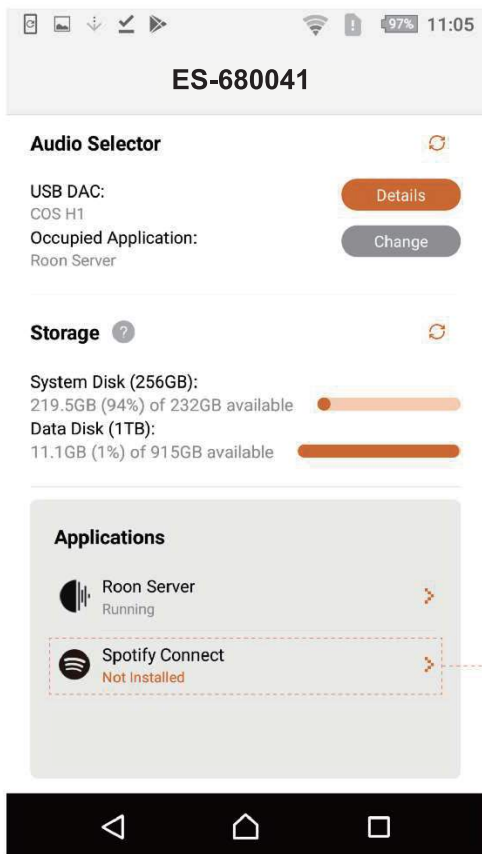 97% 11:05
ES-680041
Audio Selector
USB DAC:
Details
COS H1
Occupied Application:
Change
Roon Server
Storage ?
System Disk (256GB):
219.5GB (94%) of 232GB available
Data Disk (1TB):
11.1GB (1%) of 915GB available
Applications
Roon Server
Running
Spotify Connect
Not Installed